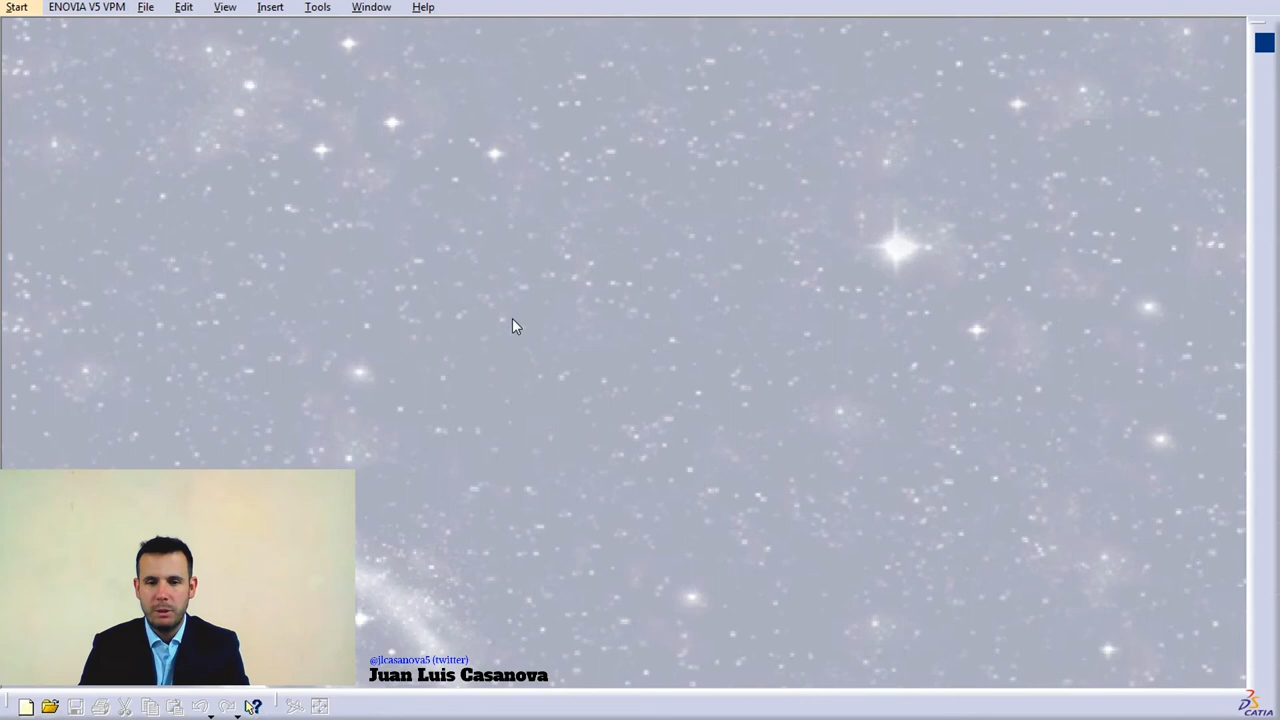 Start ENOVIA V5 VPM File Edit View Insert Tools Window Help
@jlcasanova5 (twitter)
Juan Luis Casanova
CATIA